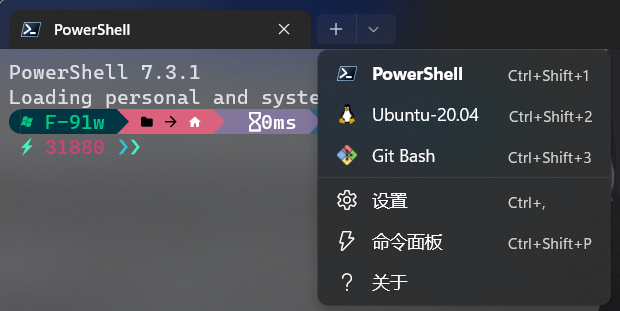 PowerShell
PowerShell 7.3.1
Loading personal and syste
F-91w
0ms
31880
PowerShell Ctrl+Shift+1
Ubuntu-20.04 Ctrl+Shift+2
Git Bash Ctrl+Shift+3
设置 Ctrl+,
命令面板 Ctrl+Shift+P
关于